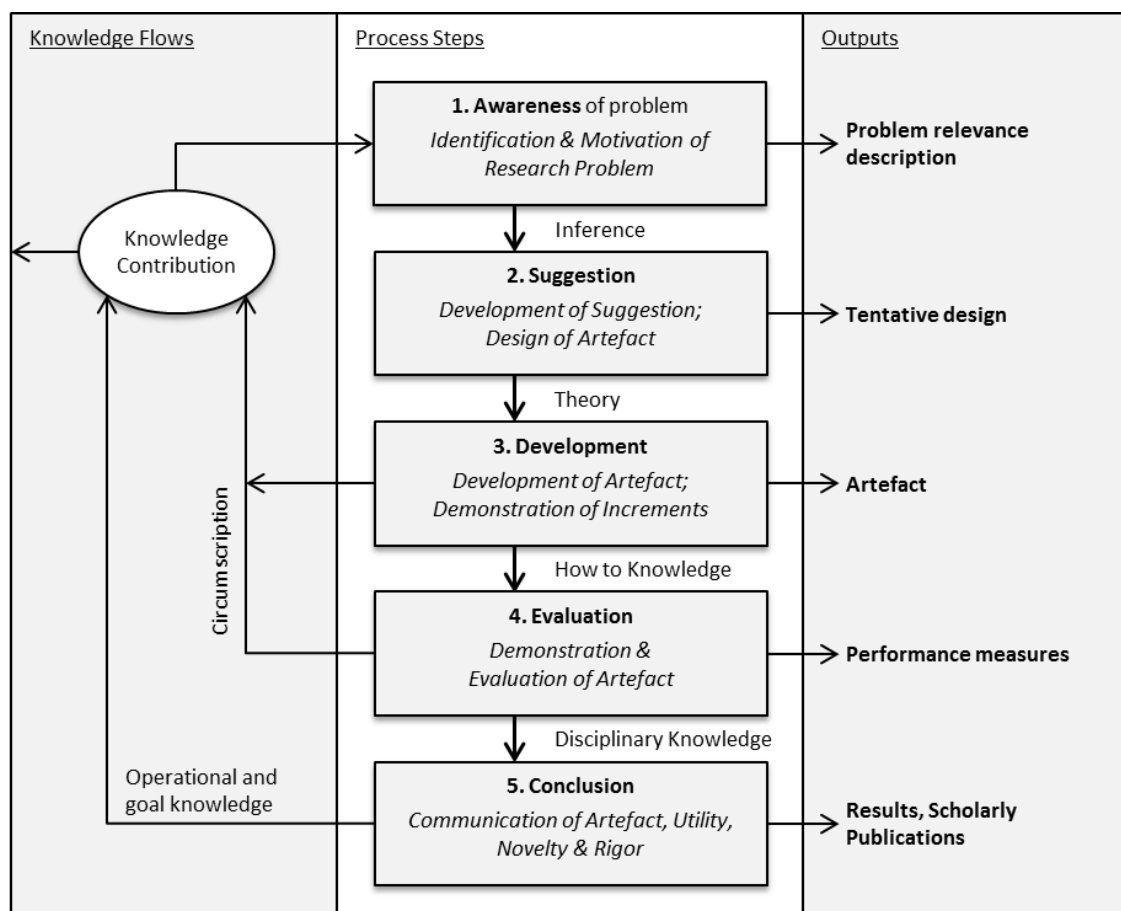 Knowledge Flows
Process Steps
Outputs
1. Awareness of problem
Identification & Motivation of
Research Problem
Problem relevance
description
Inference
Knowledge
Contribution
2. Suggestion
Development of Suggestion;
Design of Artefact
Tentative design
Theory
3. Development
Development of Artefact;
Demonstration of Increments
Artefact
Circumscription
How to Knowledge
4. Evaluation
Demonstration &
Evaluation of Artefact
Performance measures
Disciplinary Knowledge
Operational and
goal knowledge
5. Conclusion
Communication of Artefact, Utility,
Novelty & Rigor
Results, Scholarly
Publications